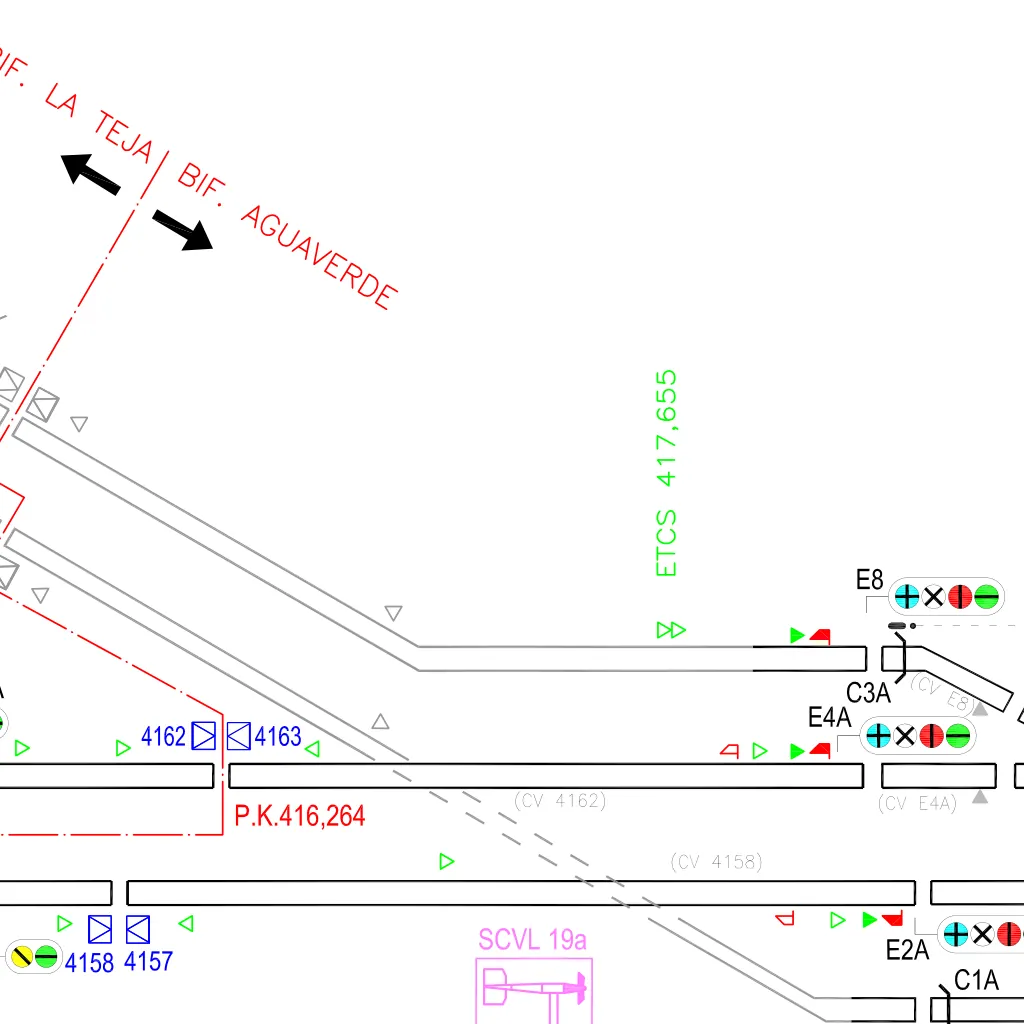 BIF. LA TEJA
BIF. AGUAVERDE
ETCS 417,655
E8
C3A
(CV E8)
E4A
4162
4163
(CV 4162)
(CV E4A)
P.K.416,264
(CV 4158)
4158
4157
SCVL 19a
E2A
C1A